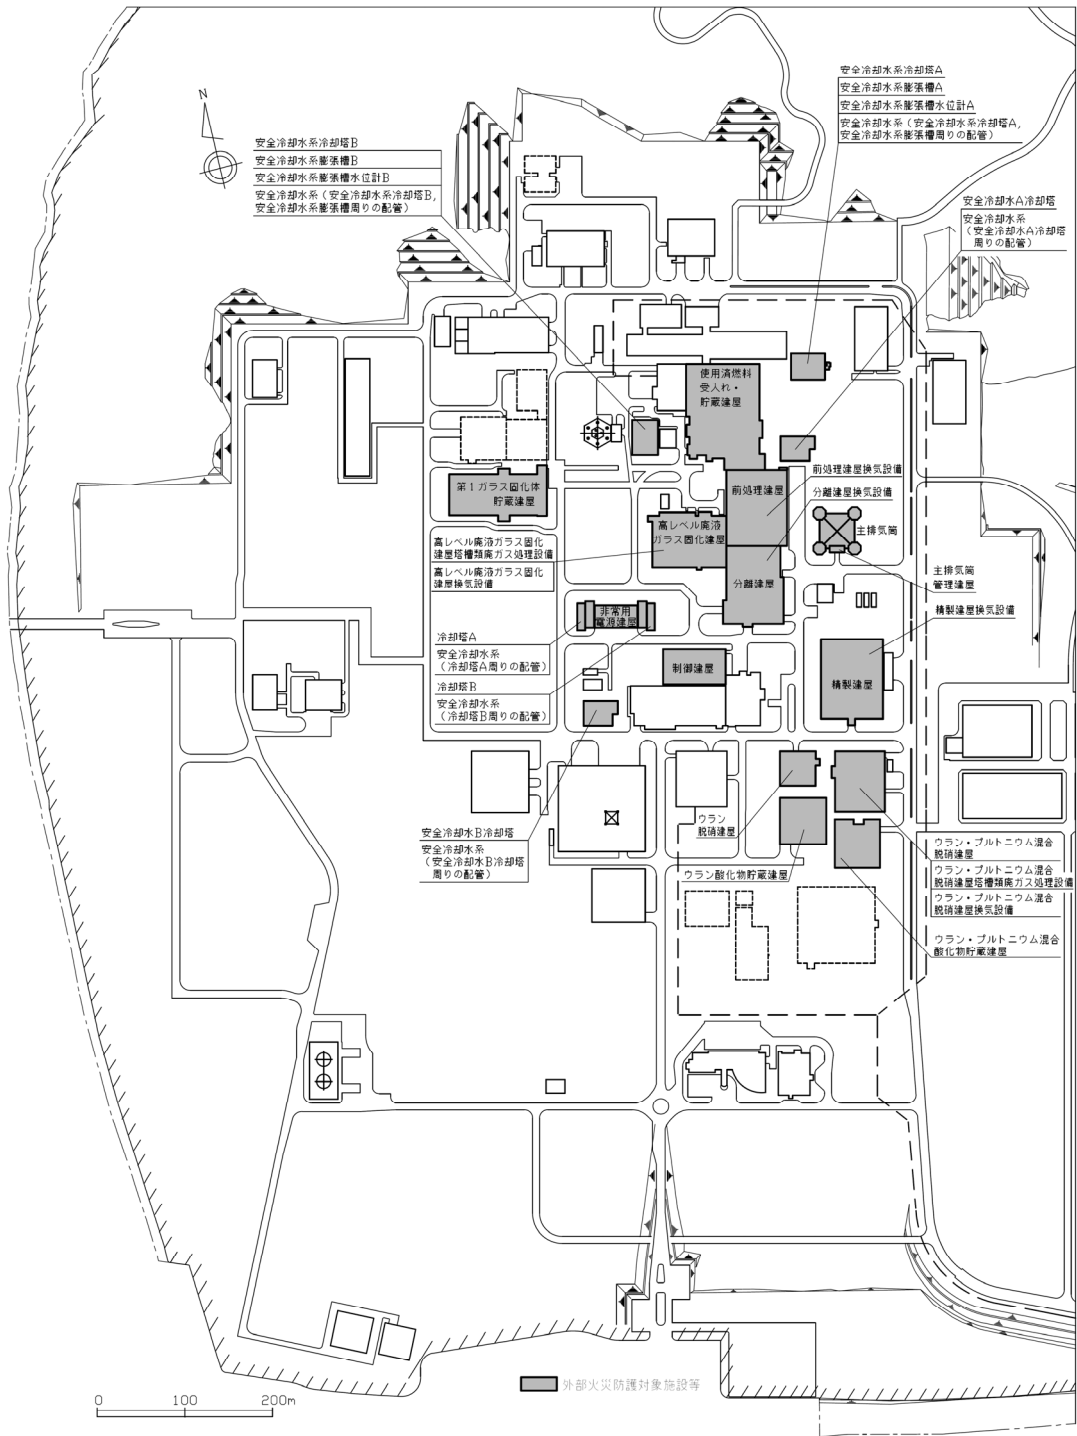 N
安全冷却水系冷却塔A
安全冷却水系膨張槽A
安全冷却水系膨張槽水位計A
安全冷却水系（安全冷却水系冷却塔A,
安全冷却水系膨張槽周りの配管）
安全冷却水系冷却塔B
安全冷却水系膨張槽B
安全冷却水系膨張槽水位計B
安全冷却水系（安全冷却水系冷却塔B,
安全冷却水系膨張槽周りの配管）
安全冷却水A冷却塔
安全冷却水系
（安全冷却水A冷却塔
周りの配管）
使用済燃料
受入れ・
貯蔵建屋
前処理建屋換気設備
第1ガラス固化体
貯蔵建屋
前処理建屋
分離建屋換気設備
高レベル廃液
ガラス固化建屋
主排気筒
高レベル廃液ガラス固化
建屋塔槽類廃ガス処理設備
高レベル廃液ガラス固化
建屋換気設備
分離建屋
主排気筒
管理建屋
非常用
電源建屋
精製建屋換気設備
冷却塔A
安全冷却水系
（冷却塔A周りの配管）
制御建屋
精製建屋
冷却塔B
安全冷却水系
（冷却塔B周りの配管）
ウラン
脱硝建屋
安全冷却水B冷却塔
安全冷却水系
（安全冷却水B冷却塔
周りの配管）
ウラン・プルトニウム混合
脱硝建屋
ウラン酸化物貯蔵建屋
ウラン・プルトニウム混合
脱硝建屋塔槽類廃ガス処理設備
ウラン・プルトニウム混合
脱硝建屋換気設備
ウラン・プルトニウム混合
酸化物貯蔵建屋
外部火災防護対象施設等
0 100 200m